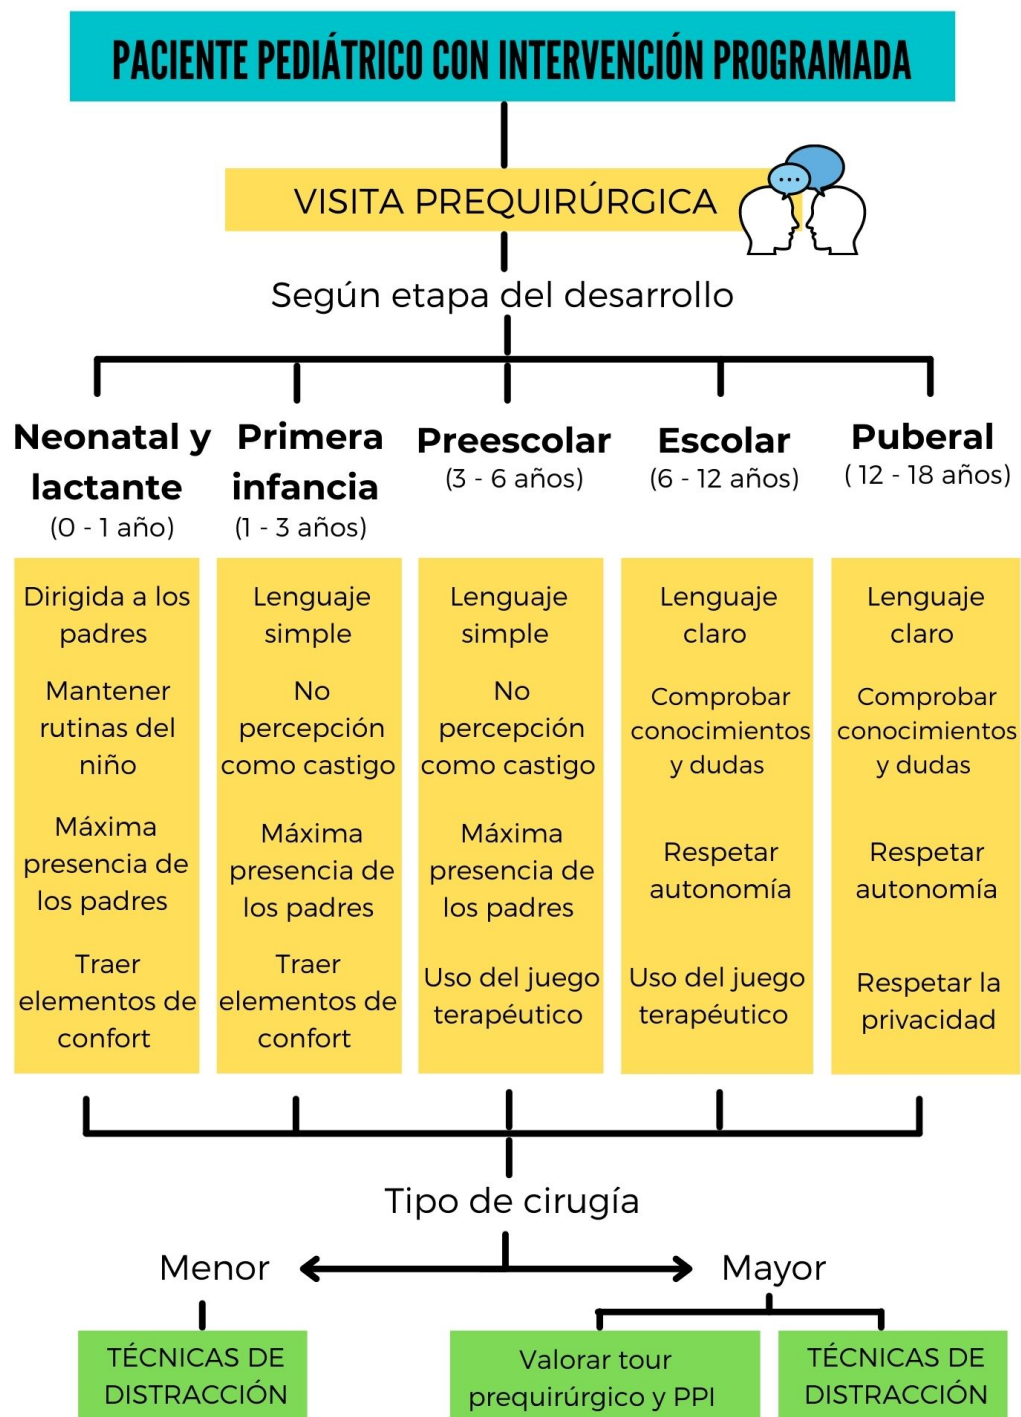 PACIENTE PEDIÁTRICO CON INTERVENCIÓN PROGRAMADA
VISITA PREQUIRÚRGICA
Según etapa del desarrollo
Neonatal y
lactante
(0 - 1 año)
Primera
infancia
(1 - 3 años)
Preescolar
(3 - 6 años)
Escolar
(6 - 12 años)
Puberal
( 12 - 18 años)
Dirigida a los
padres
Mantener
rutinas del
niño
Máxima
presencia de
los padres
Traer
elementos de
confort
Lenguaje
simple
No
percepción
como castigo
Máxima
presencia de
los padres
Traer
elementos de
confort
Lenguaje
simple
No
percepción
como castigo
Máxima
presencia de
los padres
Uso del juego
terapéutico
Lenguaje
claro
Comprobar
conocimientos
y dudas
Respetar
autonomía
Uso del juego
terapéutico
Lenguaje
claro
Comprobar
conocimientos
y dudas
Respetar
autonomía
Respetar la
privacidad
Tipo de cirugía
Menor
Mayor
TÉCNICAS DE
DISTRACCIÓN
Valorar tour
prequirúrgico y PPI
TÉCNICAS DE
DISTRACCIÓN